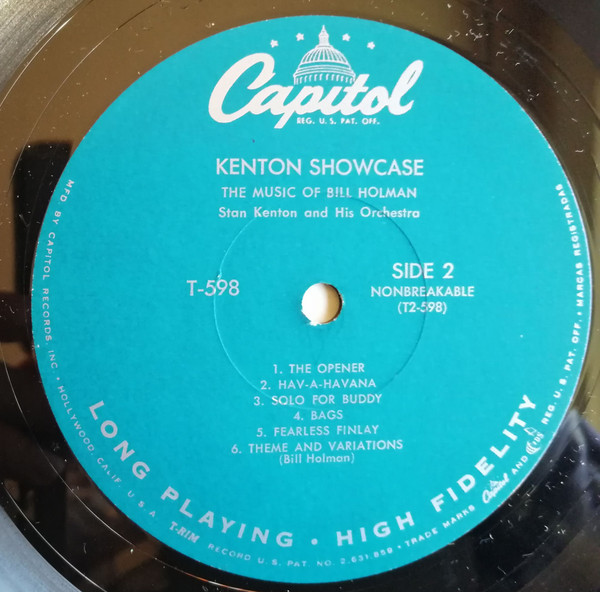 Capitol
REG. U.S. PAT. OFF.
KENTON SHOWCASE
THE MUSIC OF BILL HOLMAN
Stan Kenton and His Orchestra
T-598
SIDE 2
NONBREAKABLE
(T2-598)
1. THE OPENER
2. HAV-A-HAVANA
3. SOLO FOR BUDDY
4. BAGS
5. FEARLESS FINLAY
6. THEME AND VARIATIONS
(Bill Holman)
LONG PLAYING • HIGH FIDELITY
MFD. BY CAPITOL RECORDS, INC. • HOLLYWOOD, CALIF. U.S.A. T-RIM RECORD U.S. PAT. NO. 2,631,859 • TRADE MARKS Capitol AND REG. U.S. PAT. OFF. • MARCAS REGISTRADAS